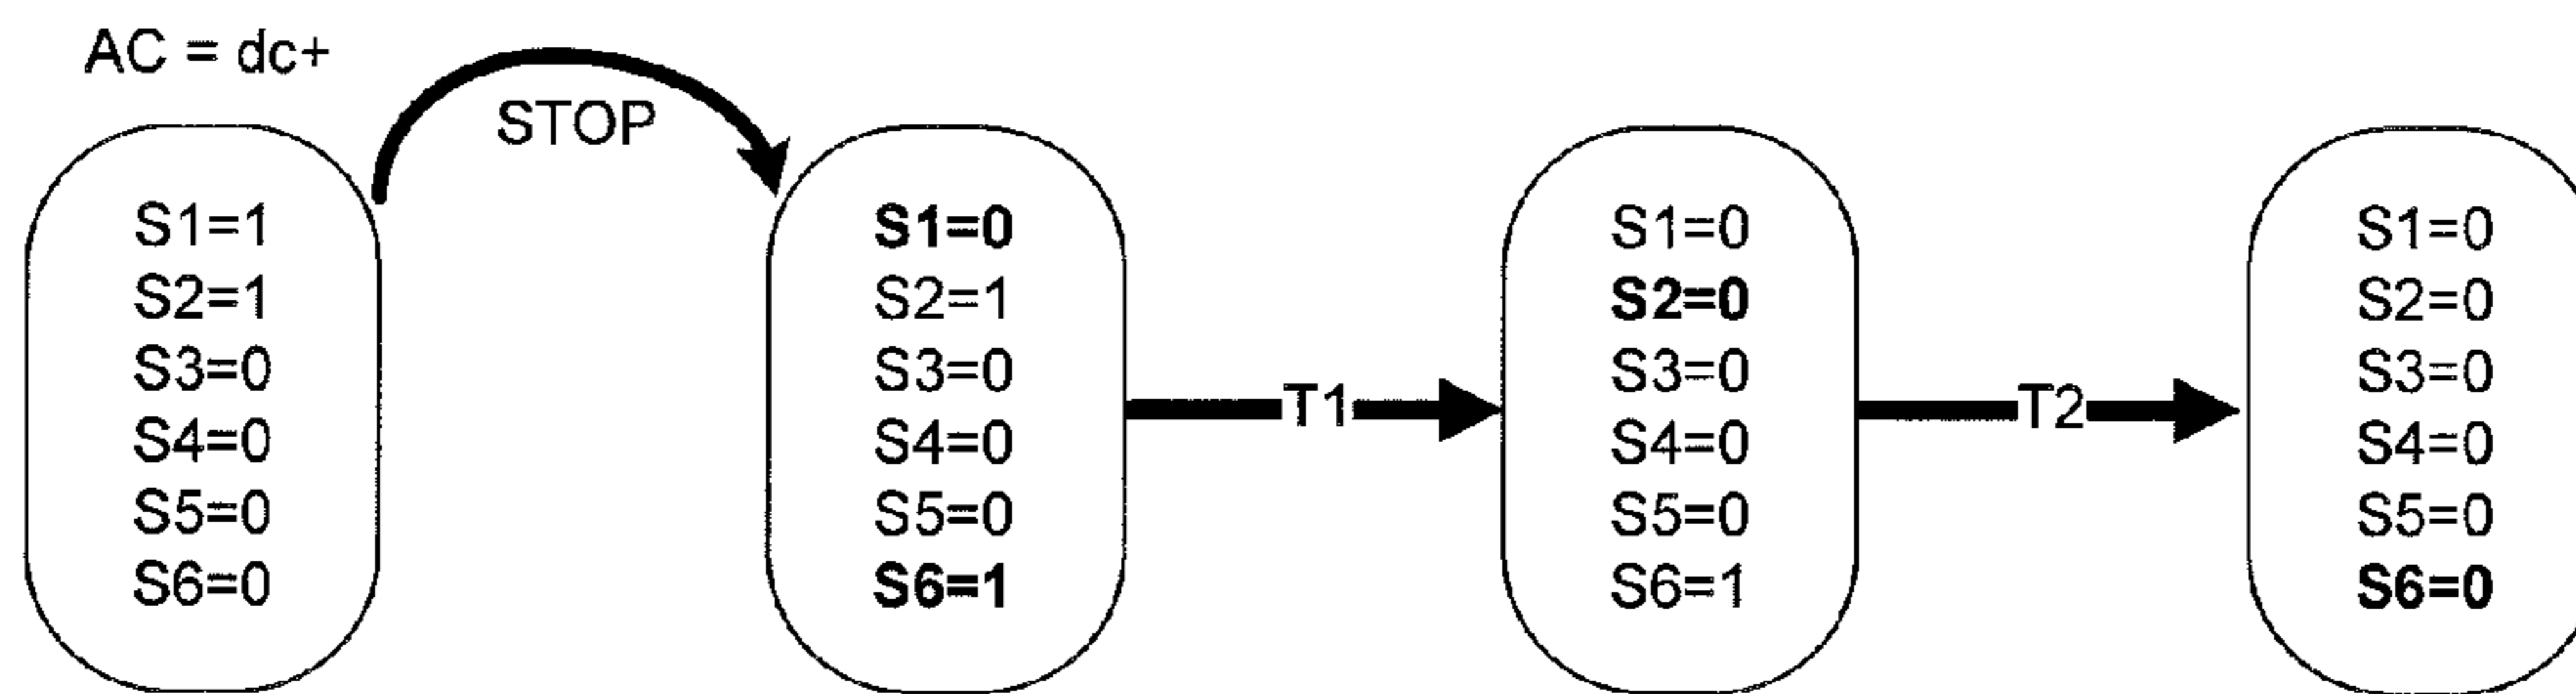 AC = dc+
STOP
S1=1
S2=1
S3=0
S4=0
S5=0
S6=0
S1=0
S2=1
S3=0
S4=0
S5=0
S6=1
T1
S1=0
S2=0
S3=0
S4=0
S5=0
S6=1
T2
S1=0
S2=0
S3=0
S4=0
S5=0
S6=0